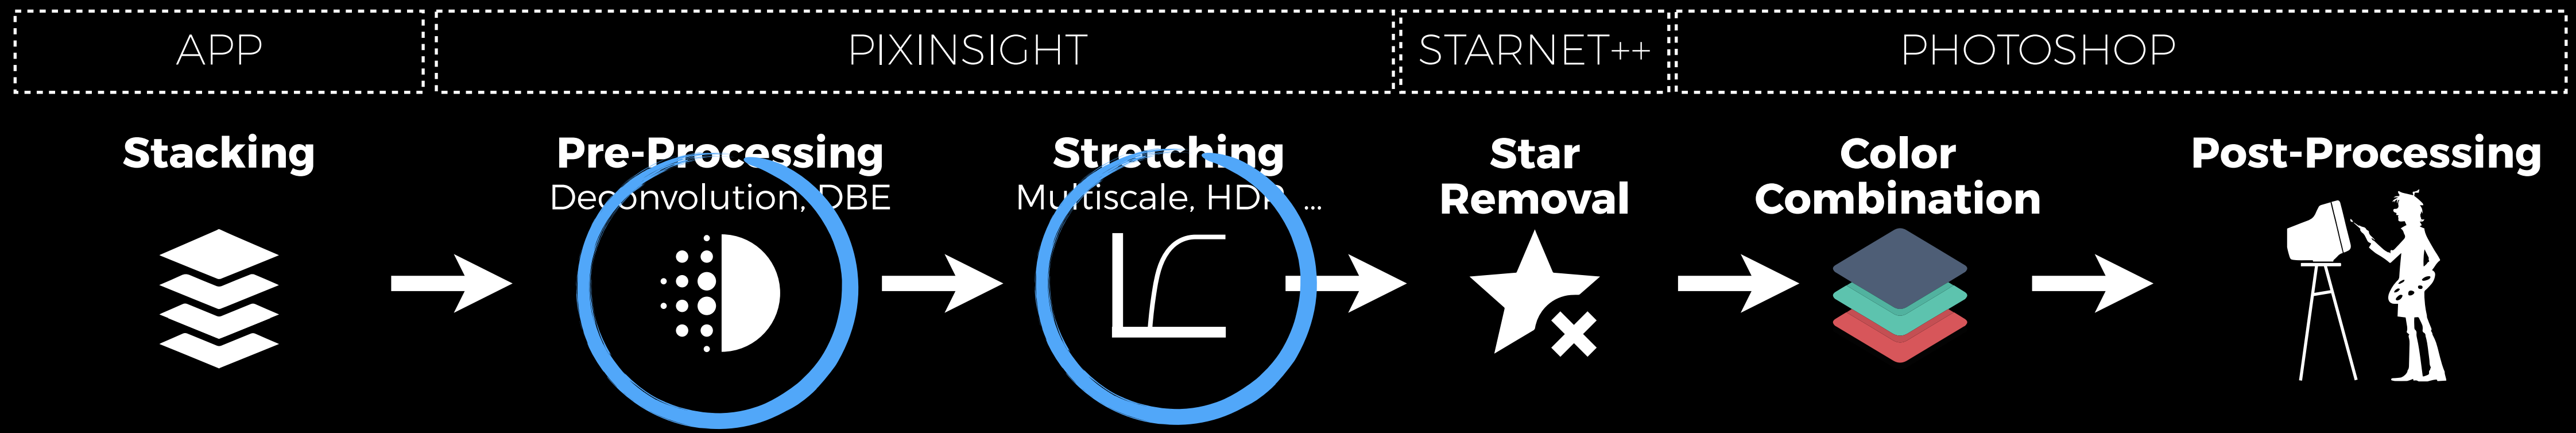 APP
PIXINSIGHT
STARNET++
PHOTOSHOP
Stacking
Pre-Processing
Deconvolution, DBE
Stretching
Multiscale, HDR ...
Star
Removal
Color
Combination
Post-Processing